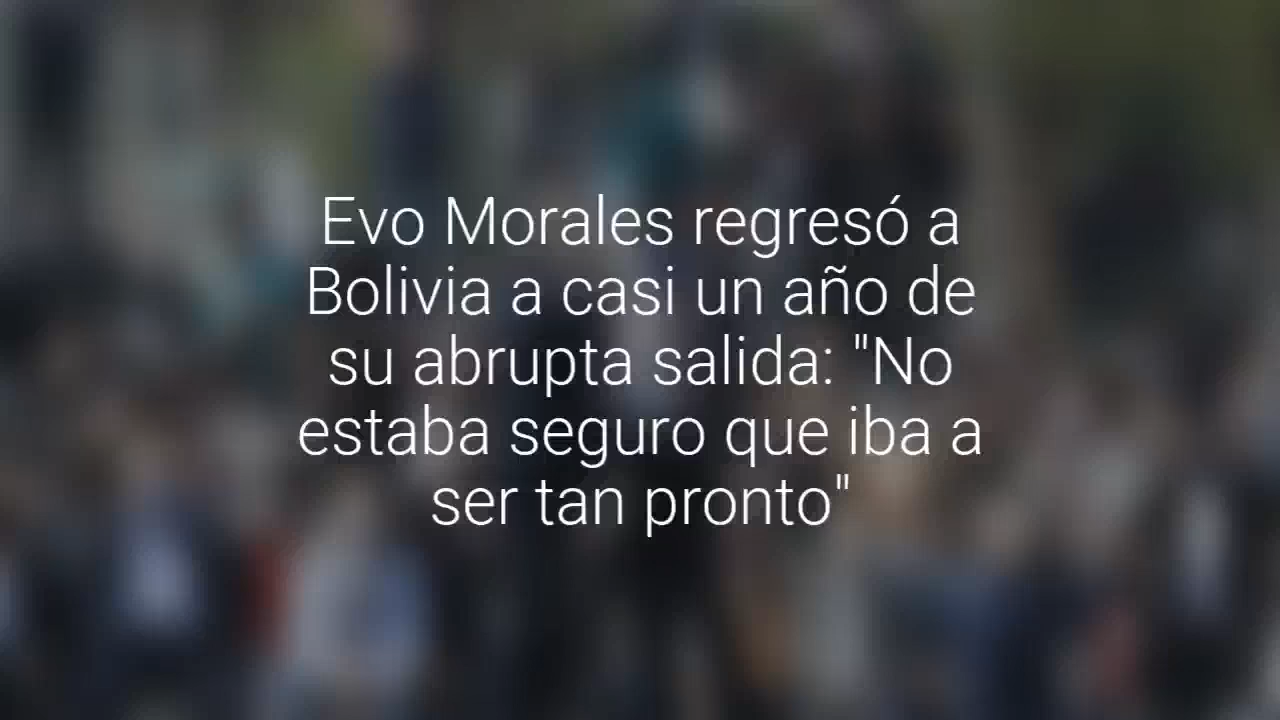 Evo Morales regresó a
Bolivia a casi un año de
su abrupta salida: "No
estaba seguro que iba a
ser tan pronto"